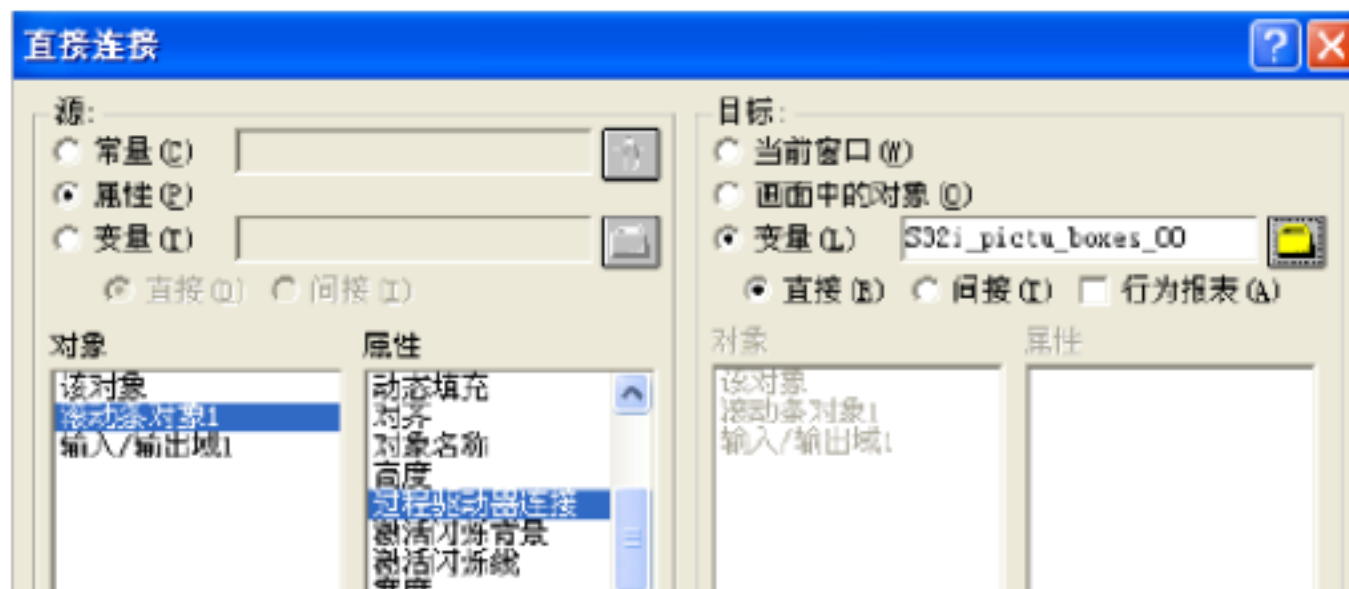 直接连接
源:
常量(C)
属性(P)
变量(T)
直接(D) 间接(I)
对象 属性
该对象
滚动条对象1
输入/输出域1
动态填充
对齐
对象名称
高度
过程驱动器连接
激活闪烁背景
激活闪烁线
宽度
目标:
当前窗口(W)
画面中的对象(O)
变量(L) S32i_pictu_boxes_00
直接(R) 间接(I) 行为报表(A)
对象 属性
该对象
滚动条对象1
输入/输出域1